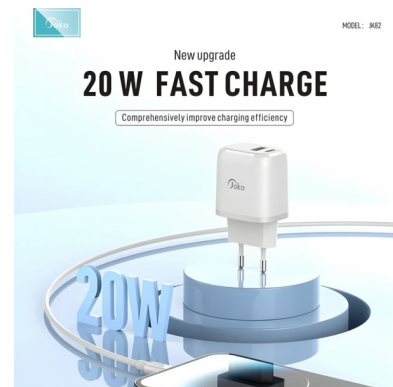 Joko
MODEL: JK82
New upgrade
20 W FAST CHARGE
Comprehensively improve charging efficiency
Joko
20W